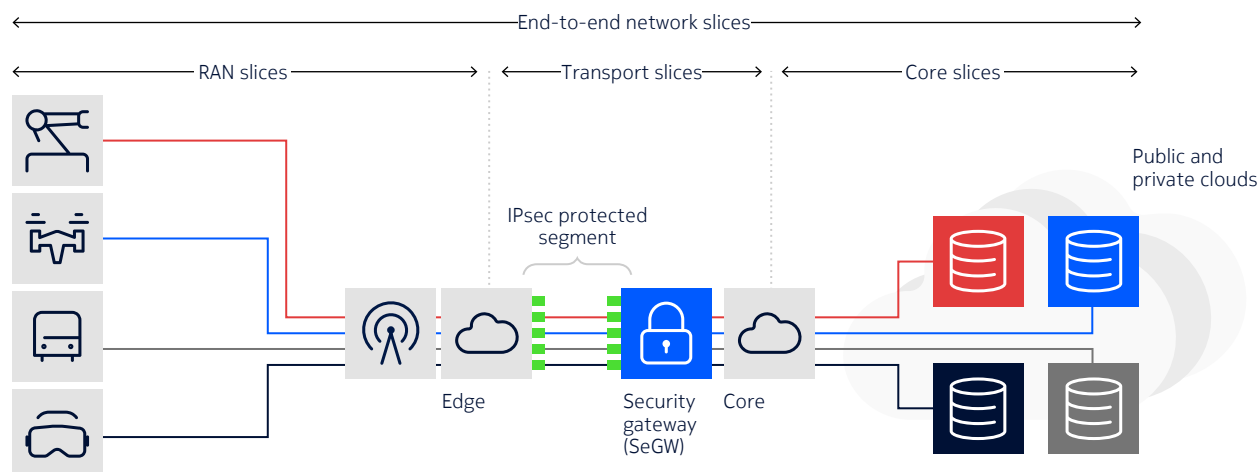 End-to-end network slices
RAN slices
Transport slices
Core slices
Public and
private clouds
IPsec protected
segment
Edge
Security
gateway
(SeGW)
Core